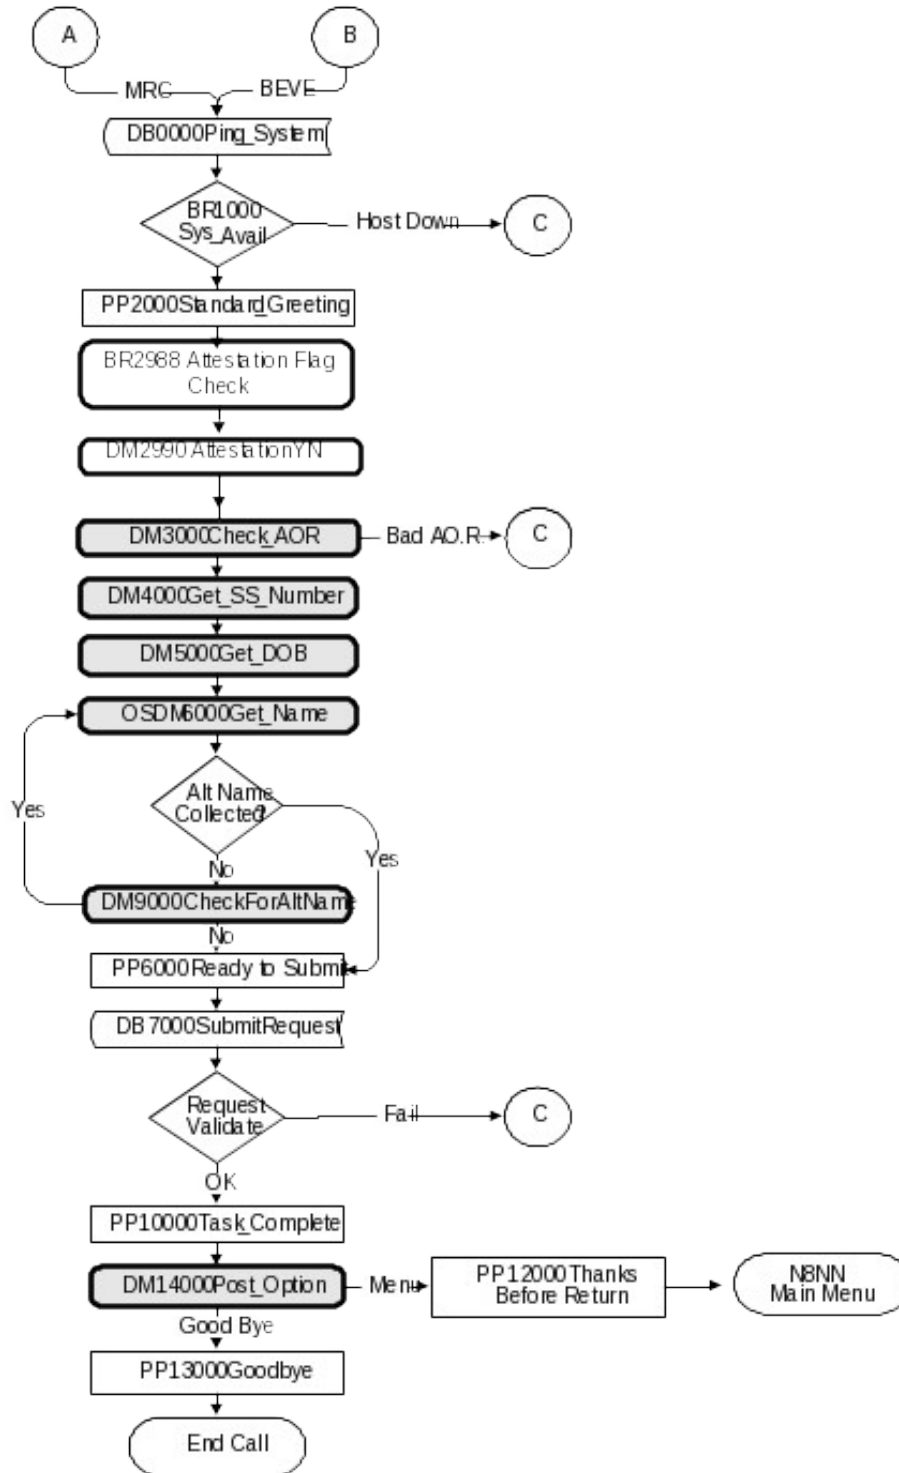 A
B
MRC
BEVE
DB0000Ping_System
BR1000
Sys_Avail
Host Down
C
PP2000Standard_Greeting
BR2988 Attestation Flag
Check
DM2990 AttestationYN
DM3000Check_AOR
Bad AO.R.
C
DM4000Get_SS_Number
DM5000Get_DOB
OSDM6000Get_Name
Alt Name
Collected?
Yes
Yes
No
DM9000CheckForAltName
No
PP6000Ready to Submit
DB7000SubmitRequest
Request
Validate
Fail
C
OK
PP10000Task_Complete
DM14000Post_Option
Menu
PP12000Thanks
Before Return
N8NN
Main Menu
Good Bye
PP13000Goodbye
End Call